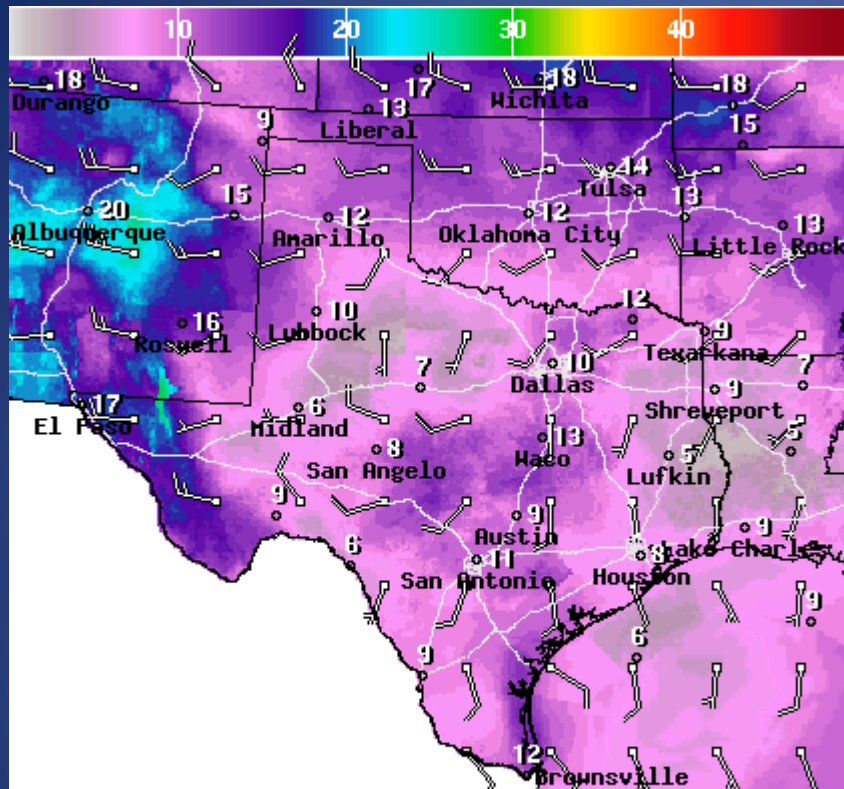 10 20 30 40
18 17 18 18
Durango Wichita
13
Liberal
9 15
14
Tulsa
20 15 12 12 13 13
Albuquerque Amarillo Oklahoma City Little Rock
16 10 12 9
Roswell Lubbock Texarkana
7 10 7
Dallas
17 6 9
El Paso Midland Shreveport
8 13 5 5
San Angelo Waco Lufkin
9 9 9
Austin
6 11 8 Lake Charles
San Antonio Houston
9 6 9
12
Brownsville